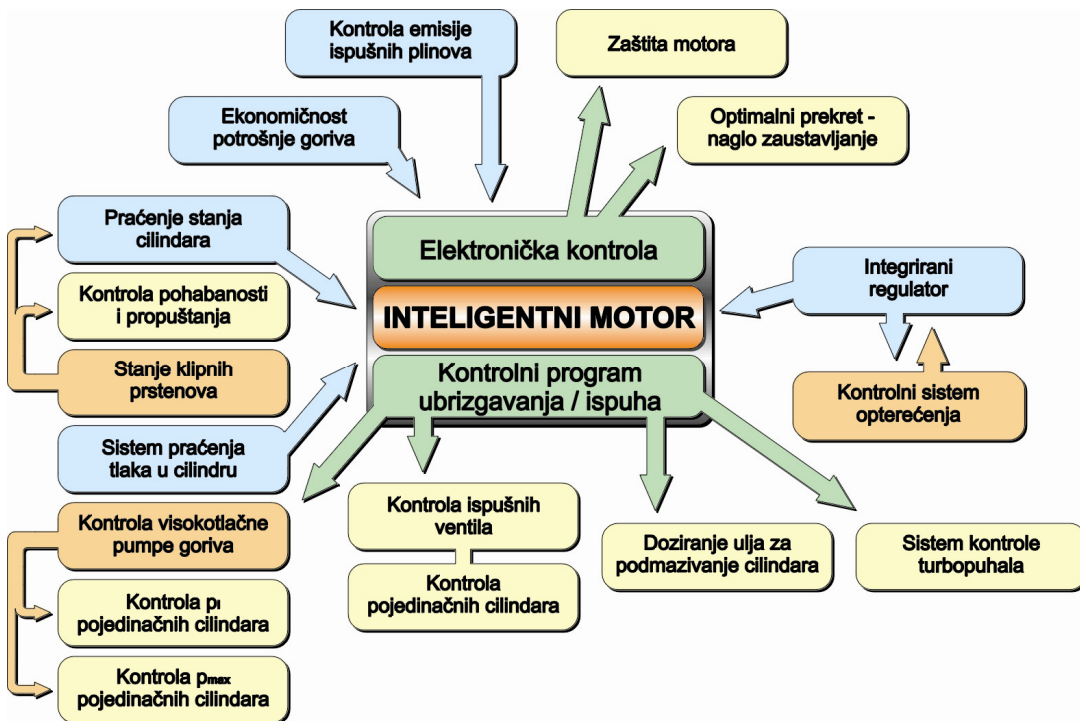 Kontrola emisije
ispušnih plinova
Zaštita motora
Ekonomičnost
potrošnje goriva
Optimalni prekret -
naglo zaustavljanje
Praćenje stanja
cilindara
Kontrola pohabanosti
i propuštanja
Stanje klipnih
prstenova
Sistem praćenja
tlaka u cilindru
Elektronička kontrola
INTELIGENTNI MOTOR
Kontrolni program
ubrizgavanja / ispuha
Integrirani
regulator
Kontrolni sistem
opterećenja
Kontrola visokotlačne
pumpe goriva
Kontrola pı
pojedinačnih cilindara
Kontrola pmax
pojedinačnih cilindara
Kontrola ispušnih
ventila
Kontrola
pojedinačnih cilindara
Doziranje ulja za
podmazivanje cilindara
Sistem kontrole
turbopuhala